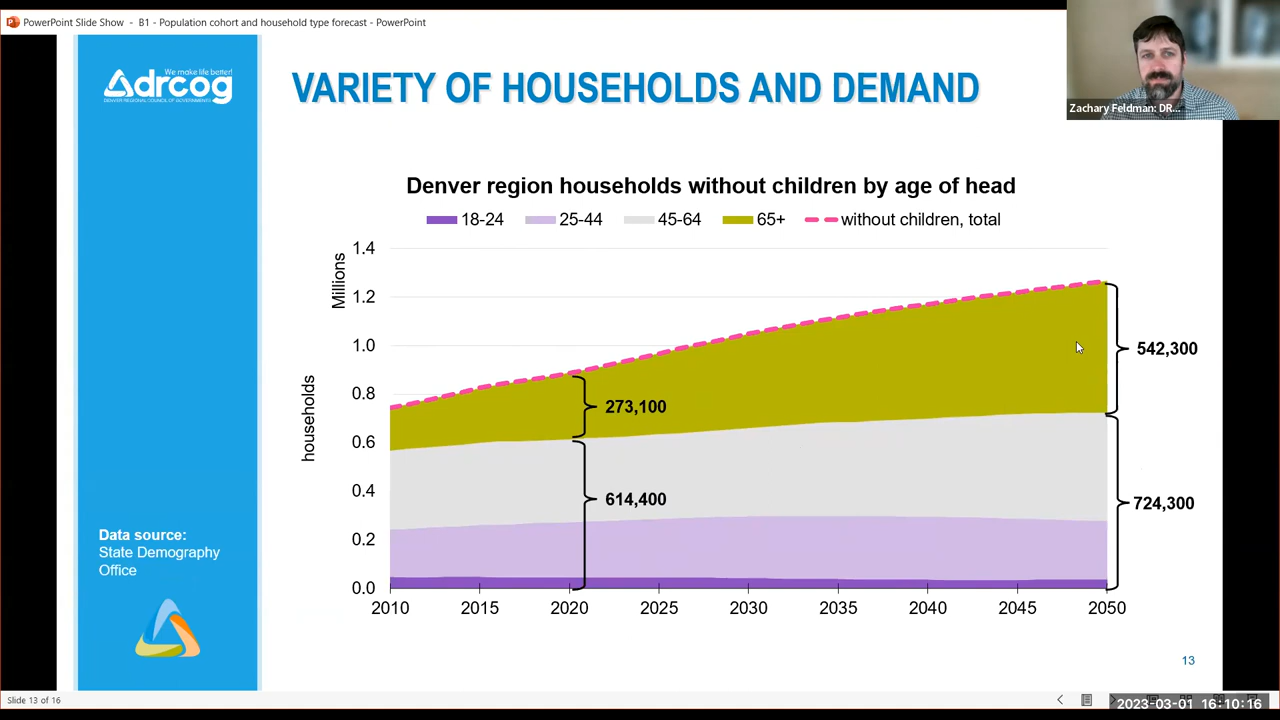 PowerPoint Slide Show - B1 - Population cohort and household type forecast - PowerPoint
Zachary Feldman: DR...
We make life better!
drcog
DENVER REGIONAL COUNCIL OF GOVERNMENTS
VARIETY OF HOUSEHOLDS AND DEMAND
Denver region households without children by age of head
18-24 25-44 45-64 65+ without children, total
Millions
households
1.4
1.2
1.0
0.8
0.6
0.4
0.2
0.0
542,300
273,100
614,400
724,300
2010 2015 2020 2025 2030 2035 2040 2045 2050
Data source:
State Demography
Office
13
Slide 13 of 16
2023-03-01 16:10:16